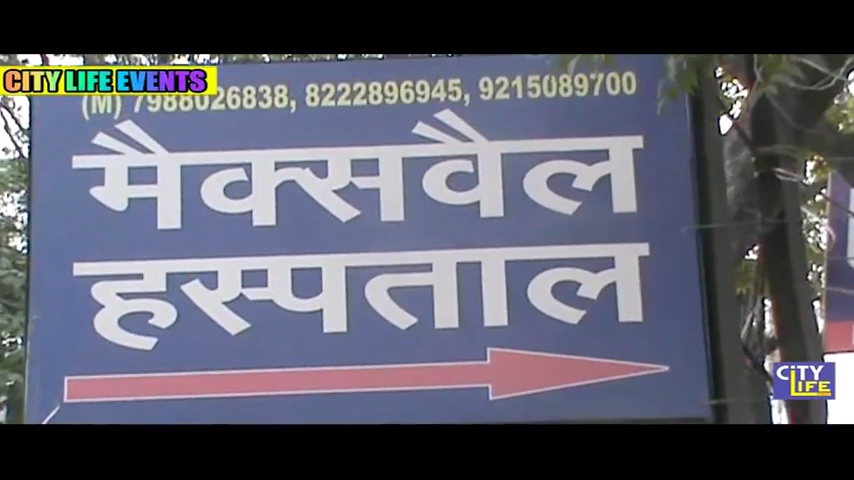 CITY LIFE EVENTS
(M) 7988026838, 8222896945, 9215089700
मैक्सवैल
हस्पताल
CiTY
LiFE